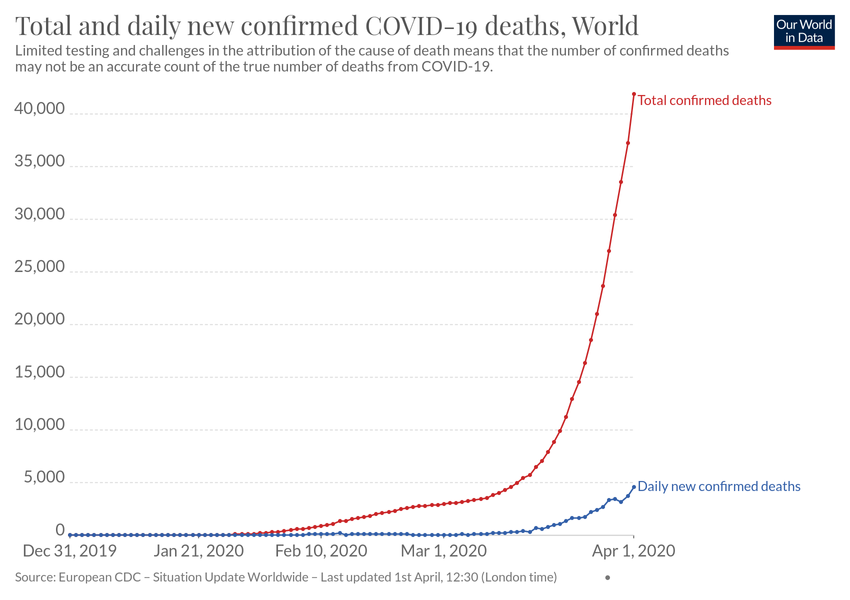 Total and daily new confirmed COVID-19 deaths, World
Our World
in Data
Limited testing and challenges in the attribution of the cause of death means that the number of confirmed deaths
may not be an accurate count of the true number of deaths from COVID-19.
40,000
Total confirmed deaths
35,000
30,000
25,000
20,000
15,000
10,000
5,000
Daily new confirmed deaths
0
Dec 31, 2019 Jan 21, 2020 Feb 10, 2020 Mar 1, 2020 Apr 1, 2020
Source: European CDC – Situation Update Worldwide – Last updated 1st April, 12:30 (London time)